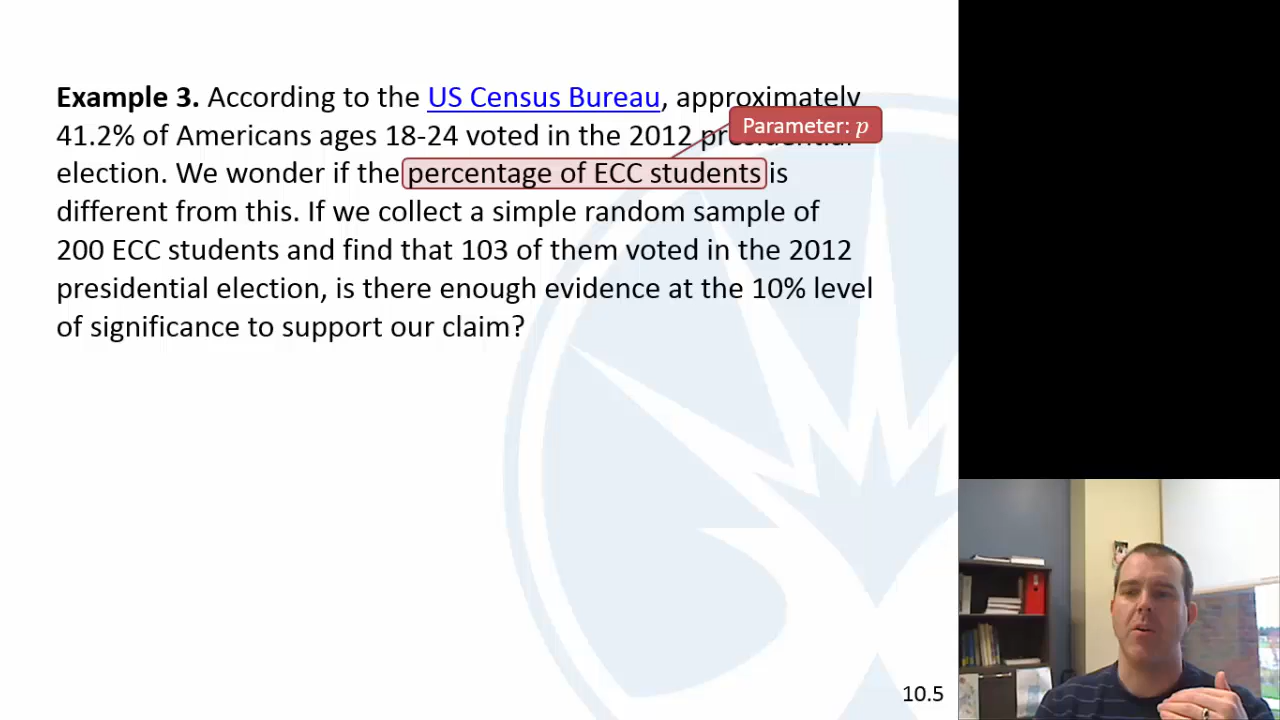 Example 3. According to the US Census Bureau, approximately
Parameter: p
41.2% of Americans ages 18-24 voted in the 2012 presidential
election. We wonder if the percentage of ECC students is
different from this. If we collect a simple random sample of
200 ECC students and find that 103 of them voted in the 2012
presidential election, is there enough evidence at the 10% level
of significance to support our claim?
10.5